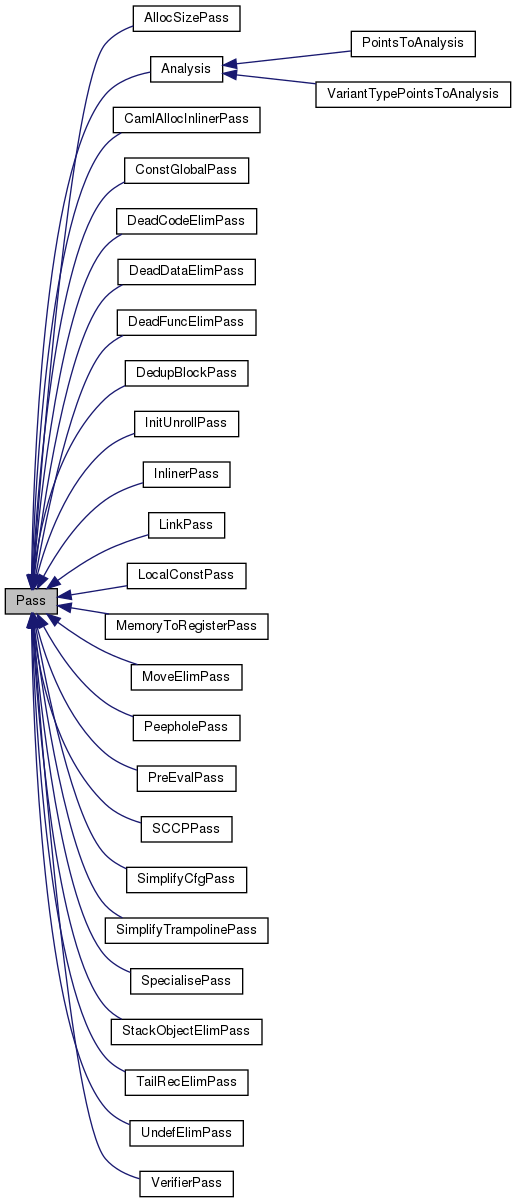 AllocSizePass
PointsToAnalysis
Analysis
VariantTypePointsToAnalysis
CamlAllocInlinerPass
ConstGlobalPass
DeadCodeElimPass
DeadDataElimPass
DeadFuncElimPass
DedupBlockPass
InitUnrollPass
InlinerPass
LinkPass
LocalConstPass
Pass
MemoryToRegisterPass
MoveElimPass
PeepholePass
PreEvalPass
SCCPPass
SimplifyCfgPass
SimplifyTrampolinePass
SpecialisePass
StackObjectElimPass
TailRecElimPass
UndefElimPass
VerifierPass